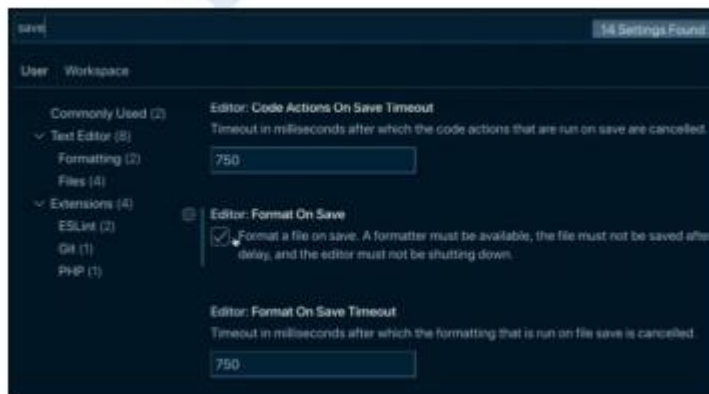 save
14 Settings Found
User Workspace
Commonly Used (2)
Text Editor (8)
Formatting (2)
Files (4)
Extensions (4)
ESLint (2)
Git (1)
PHP (1)
Editor: Code Actions On Save Timeout
Timeout in milliseconds after which the code actions that are run on save are cancelled.
750
Editor: Format On Save
Format a file on save. A formatter must be available, the file must not be saved after
delay, and the editor must not be shutting down.
Editor: Format On Save Timeout
Timeout in milliseconds after which the formatting that is run on file save is cancelled.
750